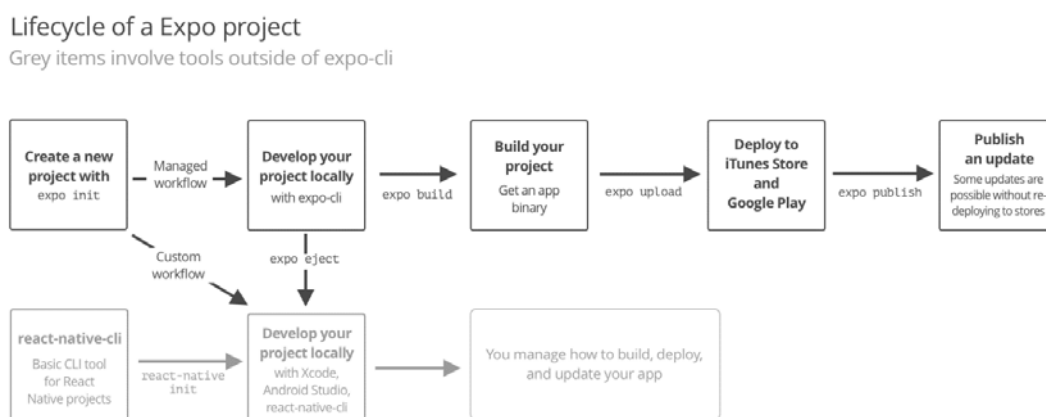 Lifecycle of a Expo project
Grey items involve tools outside of expo-cli
Create a new
project with
expo init
Managed
workflow
Develop your
project locally
with expo-cli
expo build
Build your
project
Get an app
binary
expo upload
Deploy to
iTunes Store
and
Google Play
expo publish
Publish
an update
Some updates are
possible without re-
deploying to stores
Custom
workflow
expo eject
react-native-cli
Basic CLI tool
for React
Native projects
react-native
init
Develop your
project locally
with Xcode,
Android Studio,
react-native-cli
You manage how to build, deploy,
and update your app